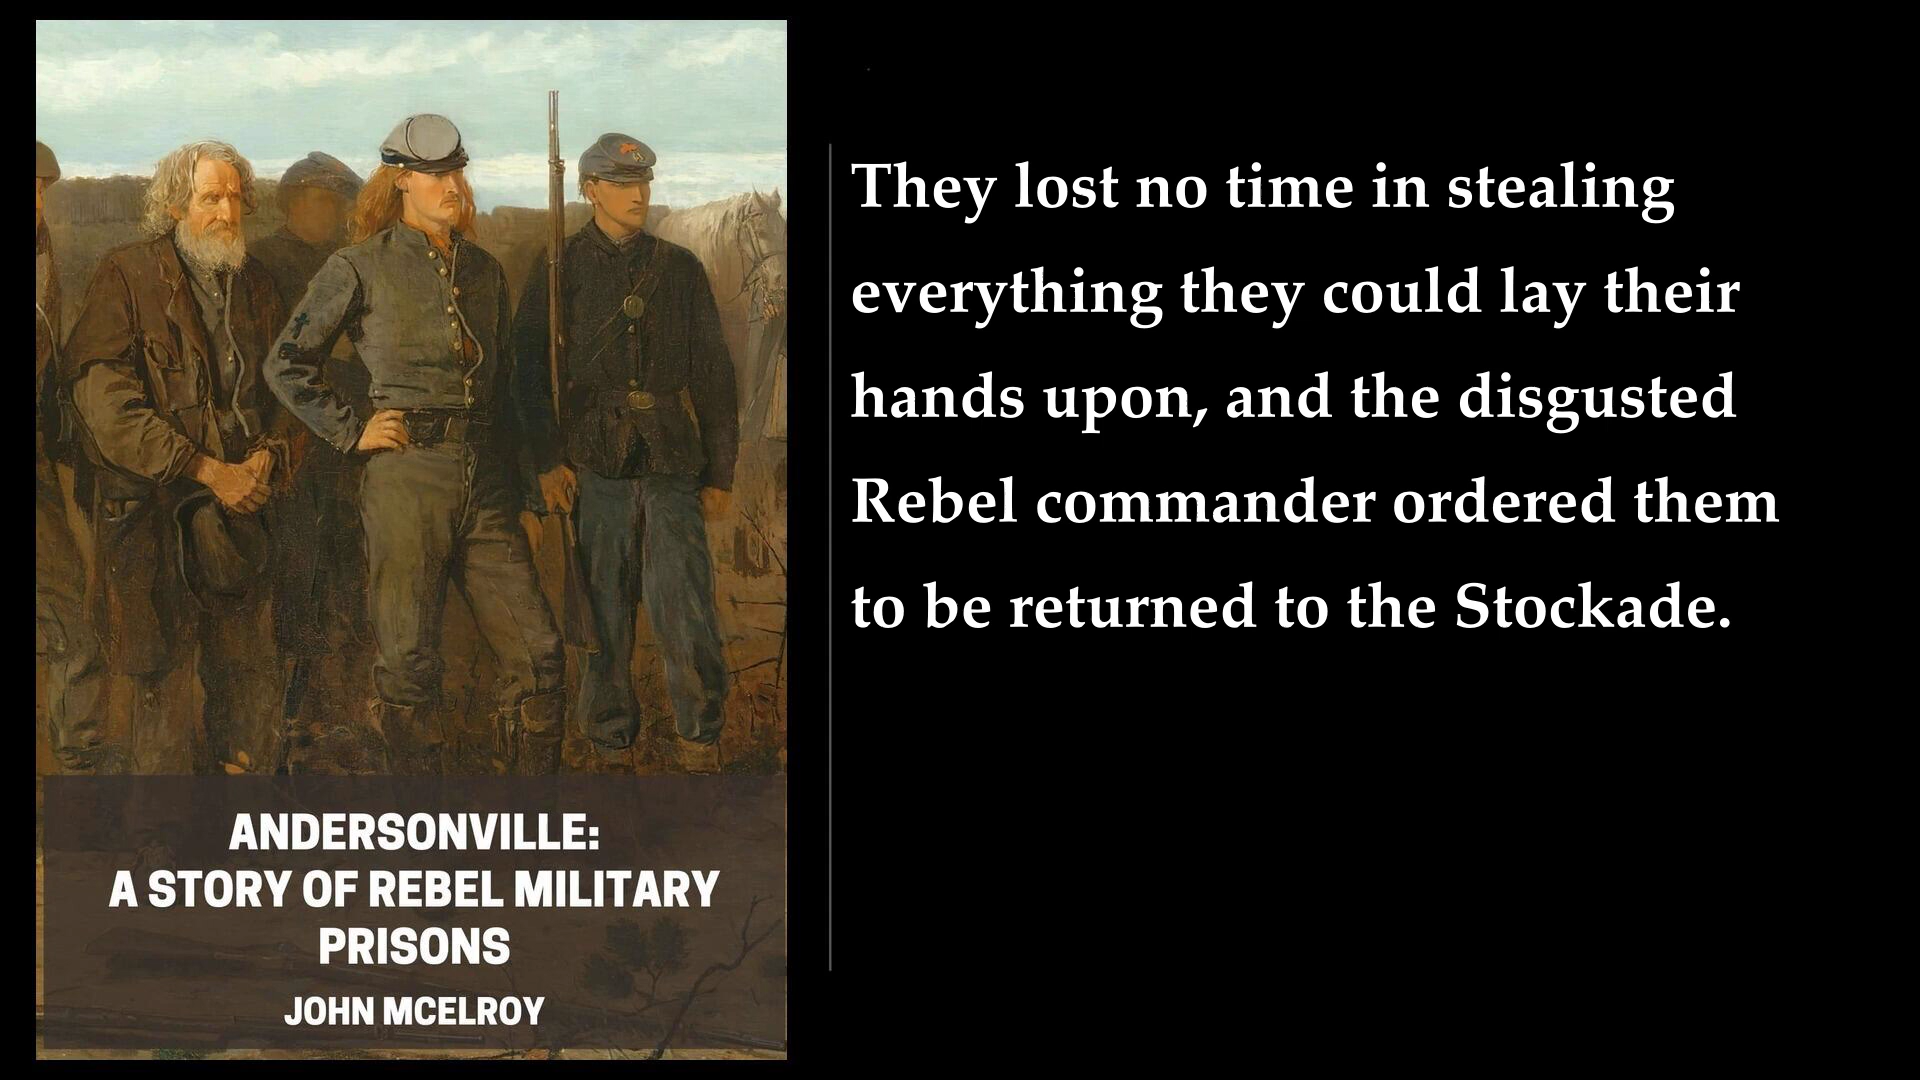 They lost no time in stealing
everything they could lay their
hands upon, and the disgusted
Rebel commander ordered them
to be returned to the Stockade.
ANDERSONVILLE:
A STORY OF REBEL MILITARY
PRISONS
JOHN MCELROY